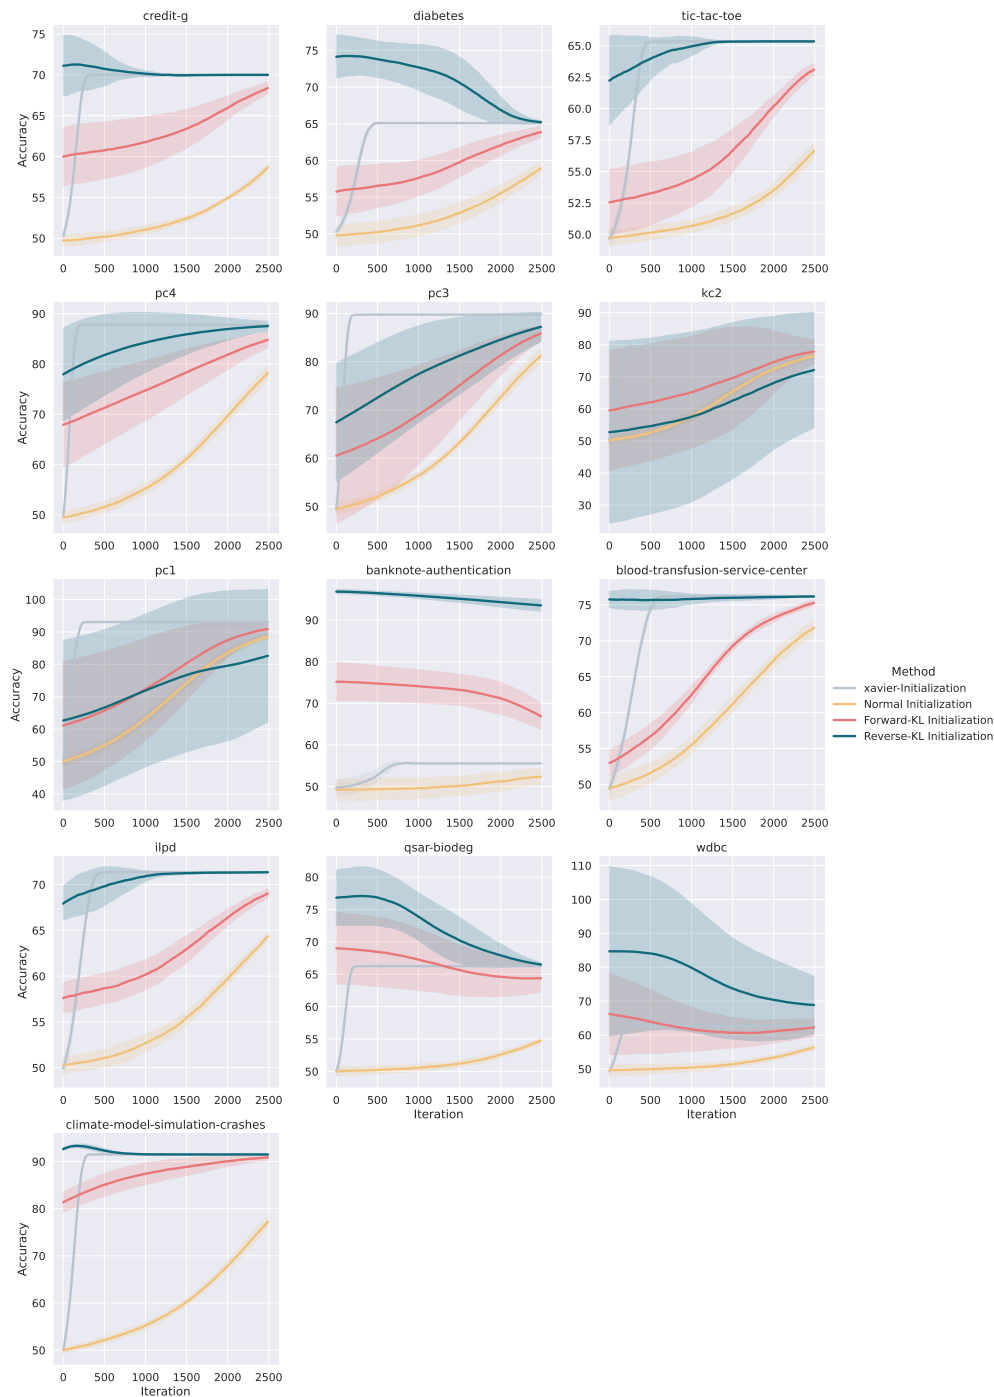 credit-g
diabetes
tic-tac-toe
75
70
65
60
55
50
Accuracy
0 500 1000 1500 2000 2500
75
70
65
60
55
50
0 500 1000 1500 2000 2500
65.0
62.5
60.0
57.5
55.0
52.5
50.0
0 500 1000 1500 2000 2500
pc4
pc3
kc2
90
80
70
60
50
Accuracy
0 500 1000 1500 2000 2500
90
80
70
60
50
0 500 1000 1500 2000 2500
90
80
70
60
50
40
30
0 500 1000 1500 2000 2500
pc1
banknote-authentication
blood-transfusion-service-center
100
90
80
70
60
50
40
Accuracy
0 500 1000 1500 2000 2500
90
80
70
60
50
0 500 1000 1500 2000 2500
75
70
65
60
55
50
0 500 1000 1500 2000 2500
Method
xavier-Initialization
Normal Initialization
Forward-KL Initialization
Reverse-KL Initialization
ilpd
qsar-biodeg
wdbc
70
65
60
55
50
Accuracy
0 500 1000 1500 2000 2500
80
75
70
65
60
55
50
0 500 1000 1500 2000 2500
Iteration
110
100
90
80
70
60
50
0 500 1000 1500 2000 2500
Iteration
climate-model-simulation-crashes
90
80
70
60
50
Accuracy
0 500 1000 1500 2000 2500
Iteration